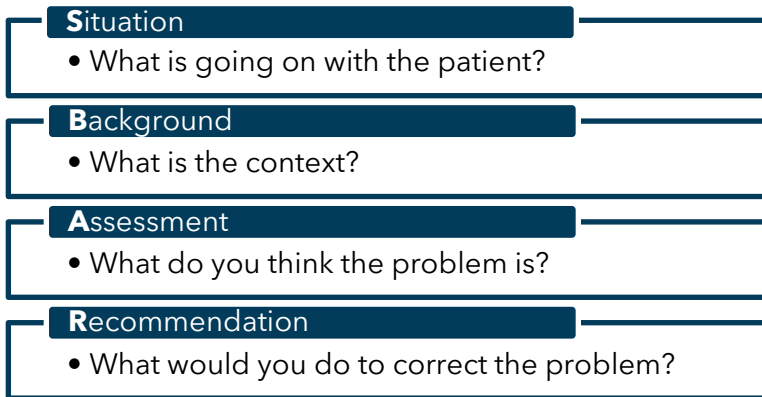 Situation
• What is going on with the patient?
Background
• What is the context?
Assessment
• What do you think the problem is?
Recommendation
• What would you do to correct the problem?